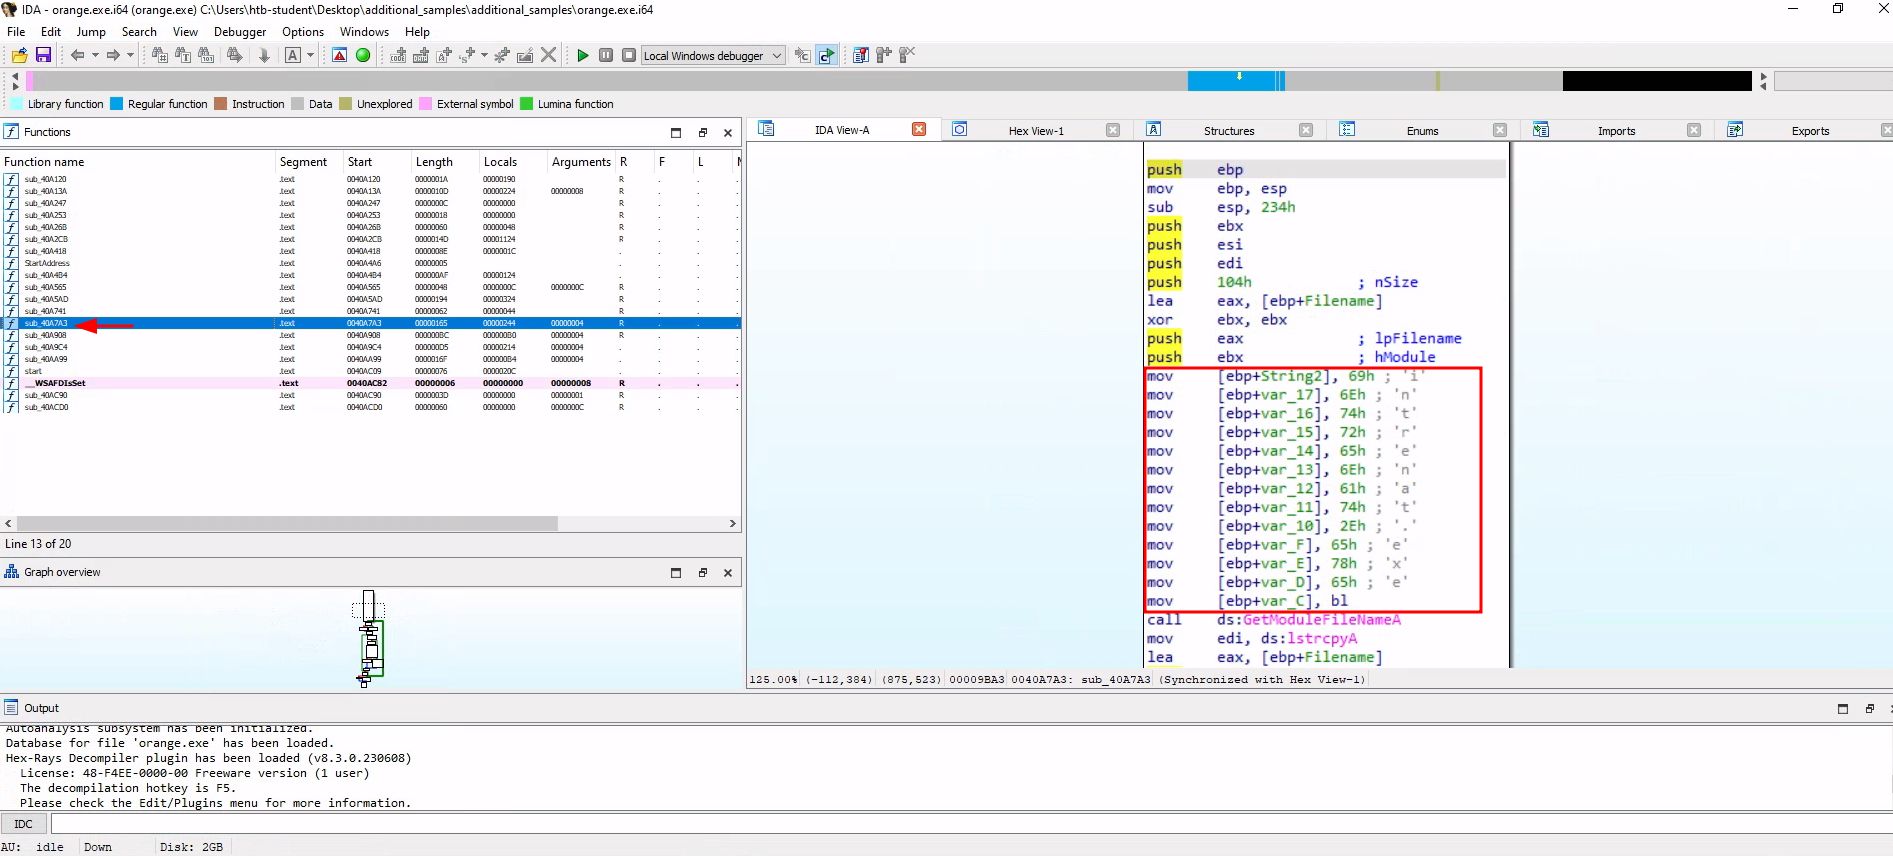 IDA - orange.exe.i64 (orange.exe) C:\Users\htb-student\Desktop\additional_samples\additional_samples\orange.exe.i64
File Edit Jump Search View Debugger Options Windows Help
Local Windows debugger
Library function Regular function Instruction Data Unexplored External symbol Lumina function
Functions
Function name Segment Start Length Locals Arguments R F L
sub_40A120 .text 0040A120 0000001A 00000190 R . .
sub_40A13A .text 0040A13A 0000010D 00000224 00000008 R . .
sub_40A247 .text 0040A247 0000000C 00000000 R . .
sub_40A253 .text 0040A253 00000018 00000000 R . .
sub_40A26B .text 0040A26B 00000060 00000048 R . .
sub_40A2CB .text 0040A2CB 0000014D 00001124 R . .
sub_40A418 .text 0040A418 0000008E 0000001C . . .
StartAddress .text 0040A4A6 00000005 . . .
sub_40A4B4 .text 0040A4B4 000000AF 00000124 . . .
sub_40A565 .text 0040A565 00000048 0000000C 0000000C R . .
sub_40A5AD .text 0040A5AD 00000194 00000324 R . .
sub_40A741 .text 0040A741 00000062 00000044 R . .
sub_40A7A3 .text 0040A7A3 00000165 00000244 00000004 R . .
sub_40A908 .text 0040A908 000000BC 000000B0 00000004 R . .
sub_40A9C4 .text 0040A9C4 000000D5 00000214 00000004 . . .
sub_40AA99 .text 0040AA99 0000016F 000000B4 00000004 . . .
start .text 0040AC09 00000076 0000020C . . .
__WSAFDIsSet .text 0040AC82 00000006 00000000 00000008 R . .
sub_40AC90 .text 0040AC90 0000003D 00000000 00000001 R . .
sub_40ACD0 .text 0040ACD0 00000060 00000000 0000000C R . .
Line 13 of 20
Graph overview
IDA View-A Hex View-1 Structures Enums Imports Exports
push ebp
mov ebp, esp
sub esp, 234h
push ebx
push esi
push edi
push 104h ; nSize
lea eax, [ebp+Filename]
xor ebx, ebx
push eax ; lpFilename
push ebx ; hModule
mov [ebp+String2], 69h ; 'i'
mov [ebp+var_17], 6Eh ; 'n'
mov [ebp+var_16], 74h ; 't'
mov [ebp+var_15], 72h ; 'r'
mov [ebp+var_14], 65h ; 'e'
mov [ebp+var_13], 6Eh ; 'n'
mov [ebp+var_12], 61h ; 'a'
mov [ebp+var_11], 74h ; 't'
mov [ebp+var_10], 2Eh ; '.'
mov [ebp+var_F], 65h ; 'e'
mov [ebp+var_E], 78h ; 'x'
mov [ebp+var_D], 65h ; 'e'
mov [ebp+var_C], bl
call ds:GetModuleFileNameA
mov edi, ds:lstrcpyA
lea eax, [ebp+Filename]
125.00% (-112,384) (875,523) 00009BA3 0040A7A3: sub_40A7A3 (Synchronized with Hex View-1)
Output
Autoanalysis subsystem has been initialized.
Database for file 'orange.exe' has been loaded.
Hex-Rays Decompiler plugin has been loaded (v8.3.0.230608)
License: 48-F4EE-0000-00 Freeware version (1 user)
The decompilation hotkey is F5.
Please check the Edit/Plugins menu for more information.
IDC
AU: idle Down Disk: 2GB